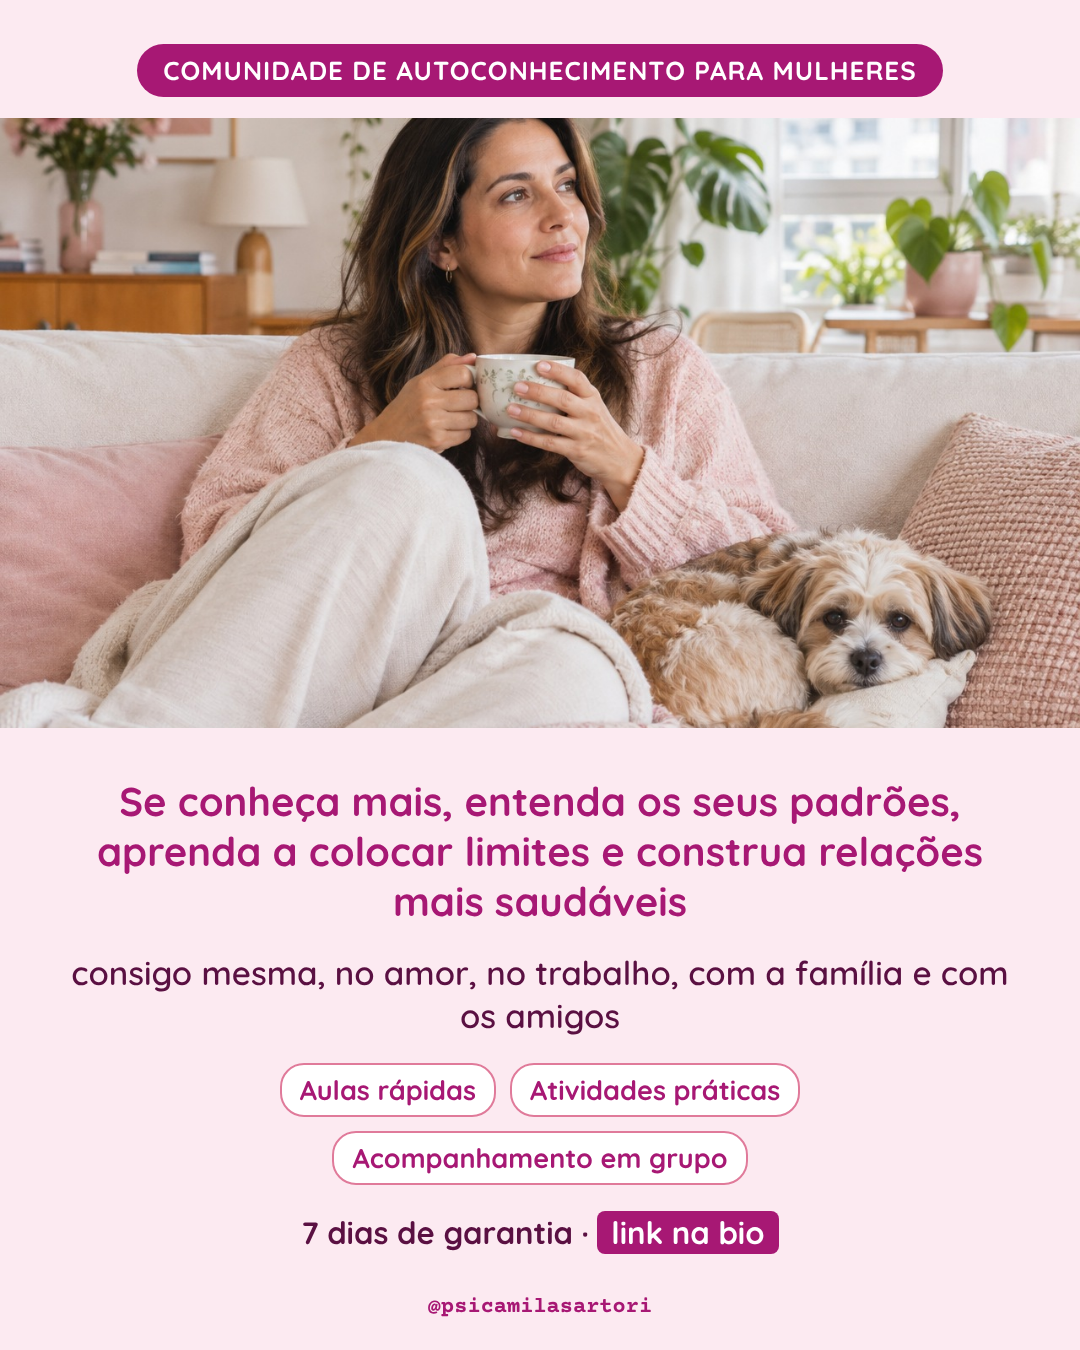 COMUNIDADE DE AUTOCONHECIMENTO PARA MULHERES
Se conheça mais, entenda os seus padrões,
aprenda a colocar limites e construa relações
mais saudáveis
consigo mesma, no amor, no trabalho, com a família e com
os amigos
Aulas rápidas Atividades práticas
Acompanhamento em grupo
7 dias de garantia · link na bio
@psicamilasartori